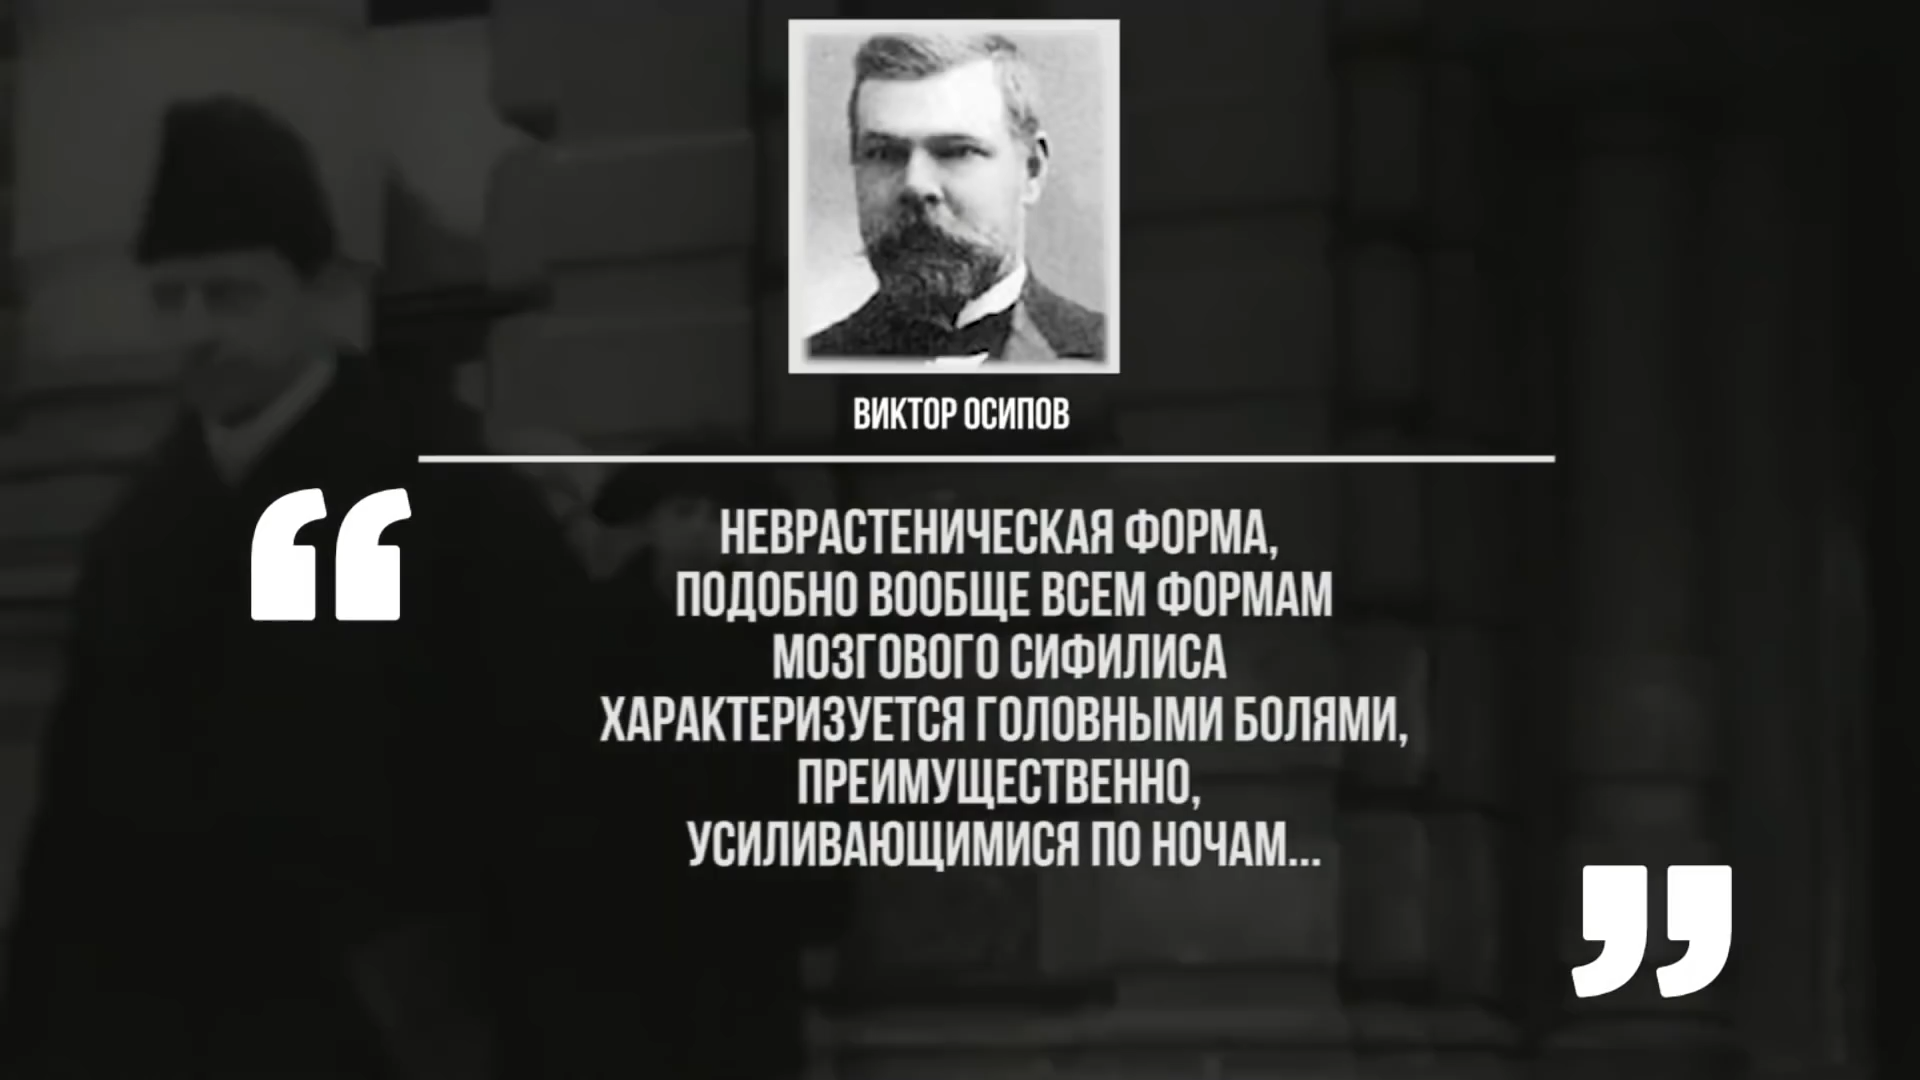 ВИКТОР ОСИПОВ
“
НЕВРАСТЕНИЧЕСКАЯ ФОРМА,
ПОДОБНО ВООБЩЕ ВСЕМ ФОРМАМ
МОЗГОВОГО СИФИЛИСА
ХАРАКТЕРИЗУЕТСЯ ГОЛОВНЫМИ БОЛЯМИ,
ПРЕИМУЩЕСТВЕННО,
УСИЛИВАЮЩИМИСЯ ПО НОЧАМ...
”